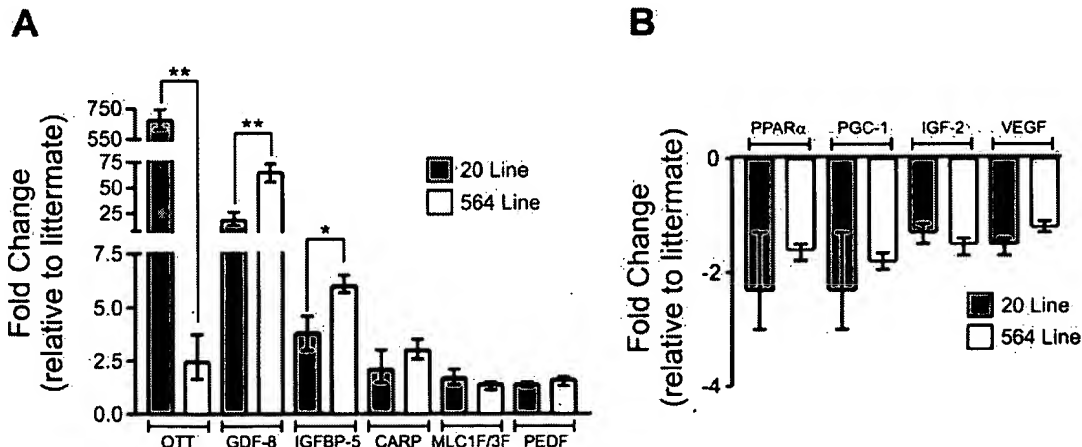 A
B
Fold Change
(relative to littermate)
750
550
75
50
25
7.5
5.0
2.5
0.0
**
**
*
20 Line
564 Line
OTT
GDF-8
IGFBP-5
CARP
MLC1F/3F
PEDF
Fold Change
(relative to littermate)
0
-2
-4
PPARα
PGC-1
IGF-2
VEGF
20 Line
564 Line